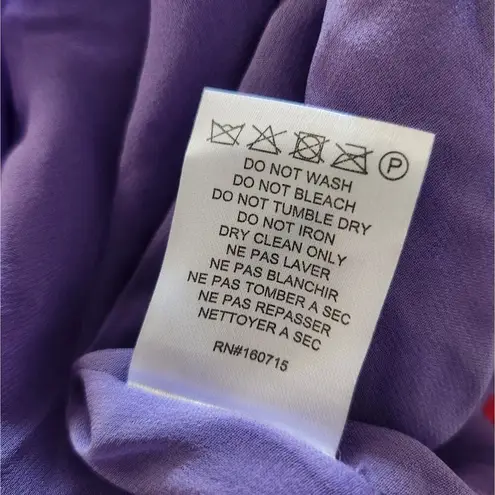 P
DO NOT WASH
DO NOT BLEACH
DO NOT TUMBLE DRY
DO NOT IRON
DRY CLEAN ONLY
NE PAS LAVER
NE PAS BLANCHIR
NE PAS TOMBER A SEC
NE PAS REPASSER
NETTOYER A SEC
RN#160715